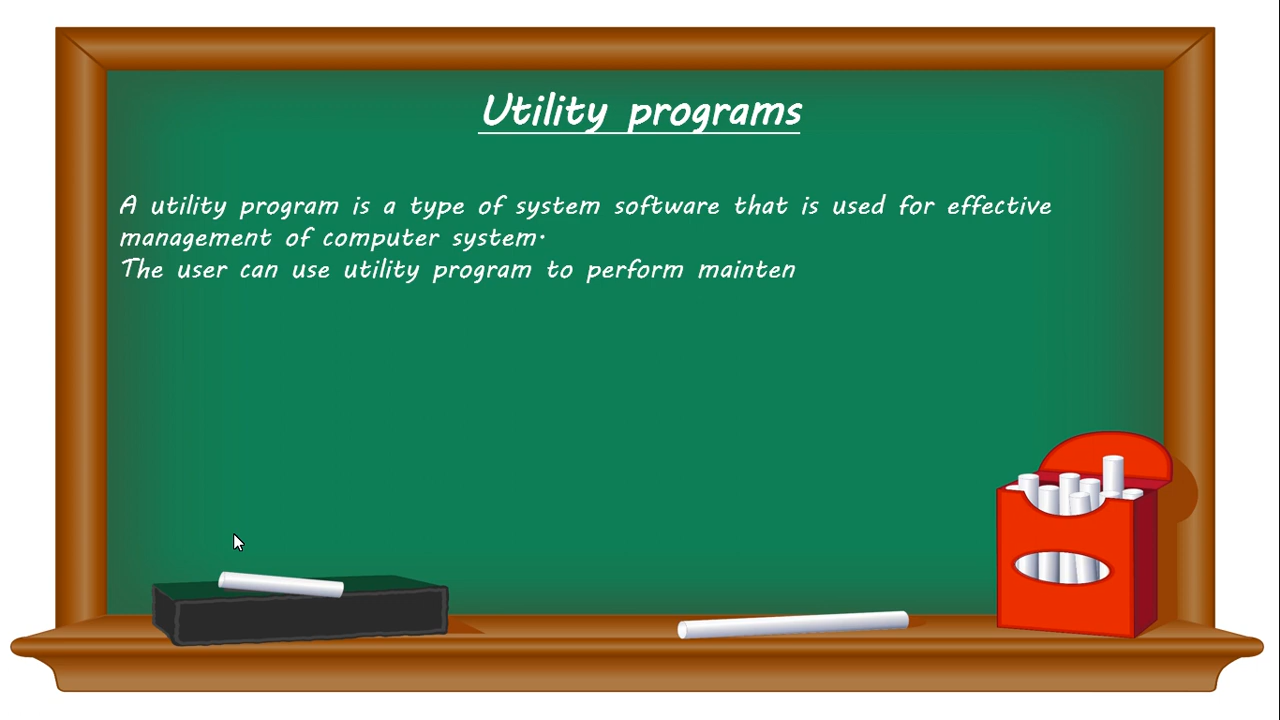 Utility programs
A utility program is a type of system software that is used for effective
management of computer system.
The user can use utility program to perform mainten